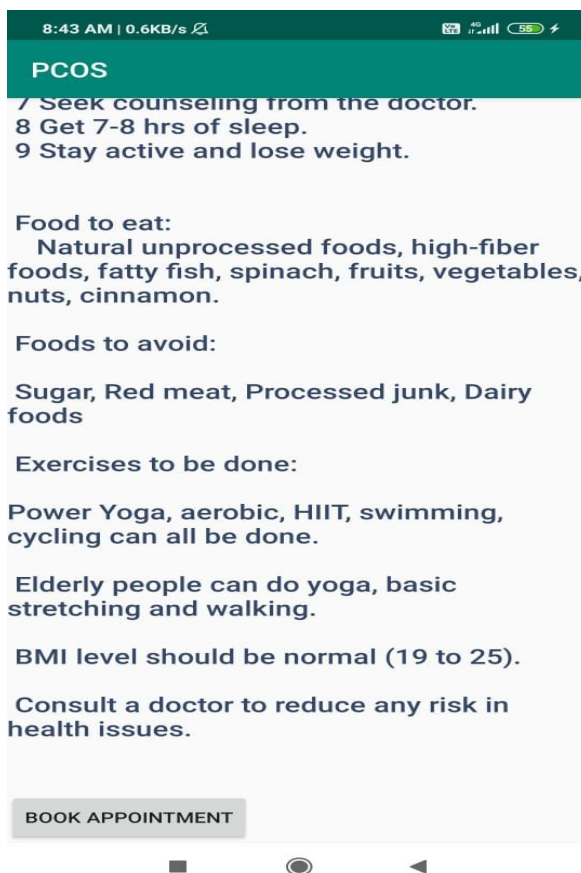 8:43 AM | 0.6KB/s
Vo LTE 4G 55
PCOS
7 Seek counseling from the doctor.
8 Get 7-8 hrs of sleep.
9 Stay active and lose weight.
Food to eat:
Natural unprocessed foods, high-fiber
foods, fatty fish, spinach, fruits, vegetables,
nuts, cinnamon.
Foods to avoid:
Sugar, Red meat, Processed junk, Dairy
foods
Exercises to be done:
Power Yoga, aerobic, HIIT, swimming,
cycling can all be done.
Elderly people can do yoga, basic
stretching and walking.
BMI level should be normal (19 to 25).
Consult a doctor to reduce any risk in
health issues.
BOOK APPOINTMENT